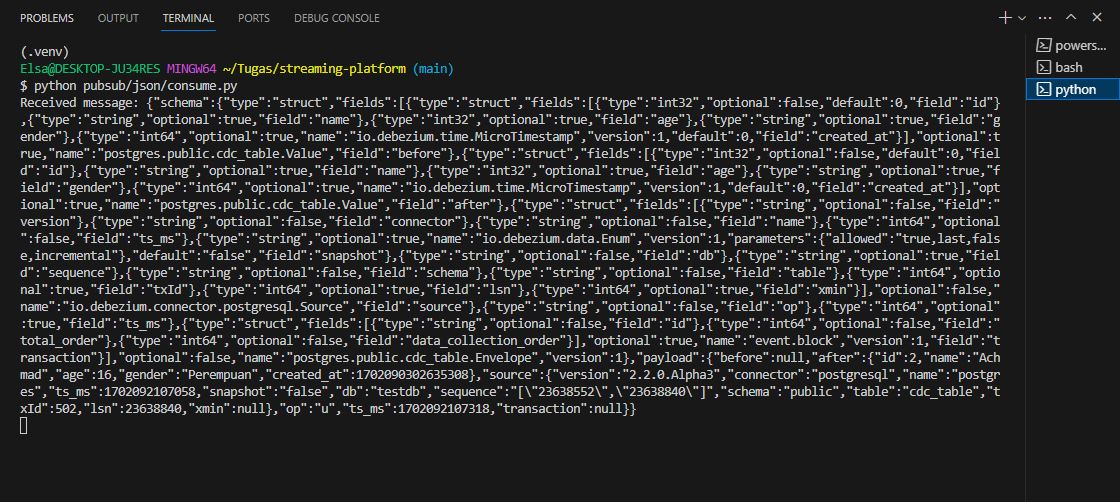 PROBLEMS OUTPUT TERMINAL PORTS DEBUG CONSOLE
(.venv)
Elsa@DESKTOP-JU34RES MINGW64 ~/Tugas/streaming-platform (main)
$ python pubsub/json/consume.py
Received message: {"schema":{"type":"struct","fields":[{"type":"struct","fields":[{"type":"int32","optional":false,"default":0,"field":"id"}
,{"type":"string","optional":true,"field":"name"},{"type":"int32","optional":true,"field":"age"},{"type":"string","optional":true,"field":"g
ender"},{"type":"int64","optional":true,"name":"io.debezium.time.MicroTimestamp","version":1,"default":0,"field":"created_at"}],"optional":t
rue,"name":"postgres.public.cdc_table.Value","field":"before"},{"type":"struct","fields":[{"type":"int32","optional":false,"default":0,"fiel
d":"id"},{"type":"string","optional":true,"field":"name"},{"type":"int32","optional":true,"field":"age"},{"type":"string","optional":true,"f
ield":"gender"},{"type":"int64","optional":true,"name":"io.debezium.time.MicroTimestamp","version":1,"default":0,"field":"created_at"}],"opt
ional":true,"name":"postgres.public.cdc_table.Value","field":"after"},{"type":"struct","fields":[{"type":"string","optional":false,"field":"
version"},{"type":"string","optional":false,"field":"connector"},{"type":"string","optional":false,"field":"name"},{"type":"int64","optional
":false,"field":"ts_ms"},{"type":"string","optional":true,"name":"io.debezium.data.Enum","version":1,"parameters":{"allowed":"true,last,fals
e,incremental"},"default":"false","field":"snapshot"},{"type":"string","optional":false,"field":"db"},{"type":"string","optional":true,"fiel
d":"sequence"},{"type":"string","optional":false,"field":"schema"},{"type":"string","optional":false,"field":"table"},{"type":"int64","optio
nal":true,"field":"txId"},{"type":"int64","optional":true,"field":"lsn"},{"type":"int64","optional":true,"field":"xmin"}],"optional":false,"
name":"io.debezium.connector.postgresql.Source","field":"source"},{"type":"string","optional":false,"field":"op"},{"type":"int64","optional"
:true,"field":"ts_ms"},{"type":"struct","fields":[{"type":"string","optional":false,"field":"id"},{"type":"int64","optional":false,"field":"
total_order"},{"type":"int64","optional":false,"field":"data_collection_order"}],"optional":true,"name":"event.block","version":1,"field":"t
ransaction"}],"optional":false,"name":"postgres.public.cdc_table.Envelope","version":1},"payload":{"before":null,"after":{"id":2,"name":"Ach
mad","age":16,"gender":"Perempuan","created_at":1702090302635308},"source":{"version":"2.2.0.Alpha3","connector":"postgresql","name":"postgr
es","ts_ms":1702092107058,"snapshot":"false","db":"testdb","sequence":"[\"23638552\",\"23638840\"]","schema":"public","table":"cdc_table","t
xId":502,"lsn":23638840,"xmin":null},"op":"u","ts_ms":1702092107318,"transaction":null}}
powers...
bash
python